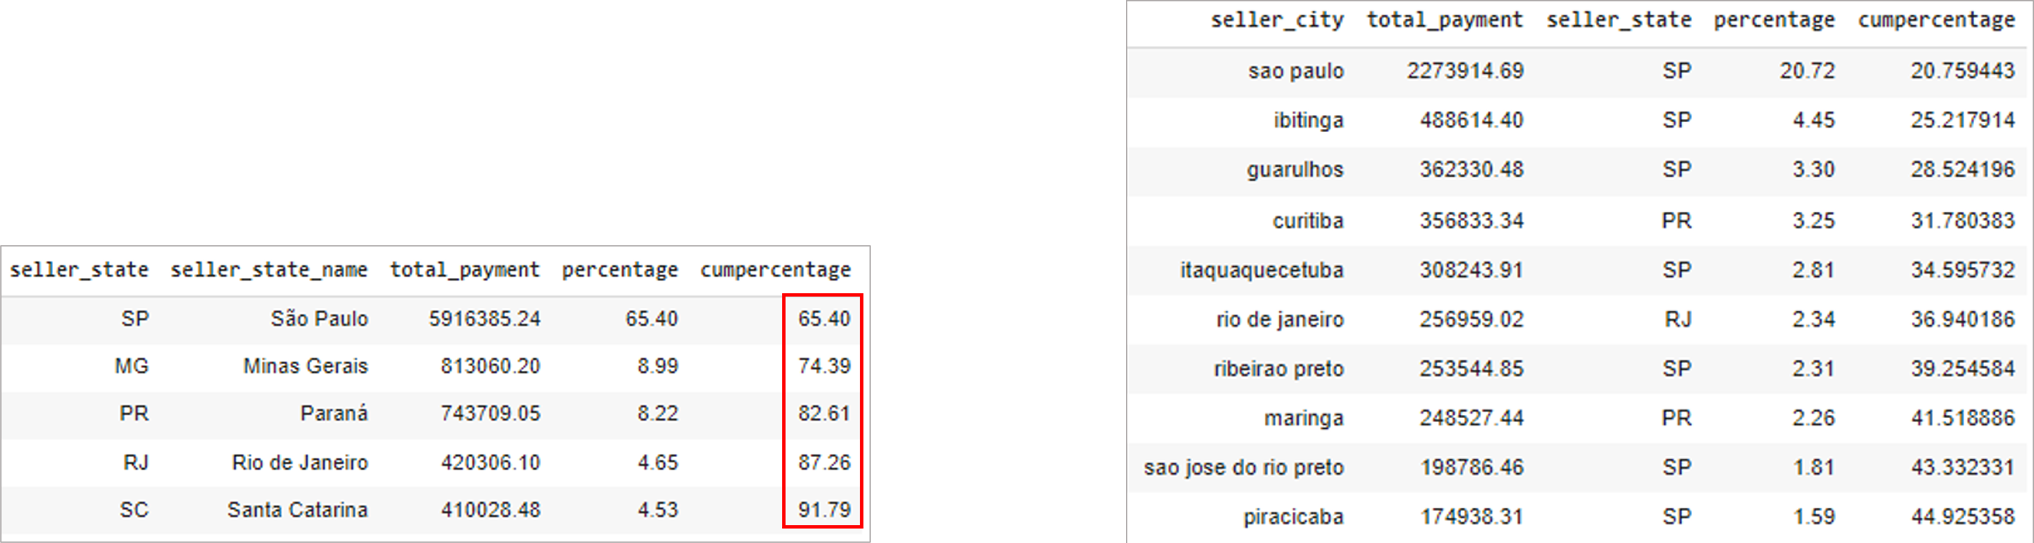 seller_state seller_state_name total_payment percentage cumpercentage
SP São Paulo 5916385.24 65.40 65.40
MG Minas Gerais 813060.20 8.99 74.39
PR Paraná 743709.05 8.22 82.61
RJ Rio de Janeiro 420306.10 4.65 87.26
SC Santa Catarina 410028.48 4.53 91.79
seller_city total_payment seller_state percentage cumpercentage
sao paulo 2273914.69 SP 20.72 20.759443
ibitinga 488614.40 SP 4.45 25.217914
guarulhos 362330.48 SP 3.30 28.524196
curitiba 356833.34 PR 3.25 31.780383
itaquaquecetuba 308243.91 SP 2.81 34.595732
rio de janeiro 256959.02 RJ 2.34 36.940186
ribeirao preto 253544.85 SP 2.31 39.254584
maringa 248527.44 PR 2.26 41.518886
sao jose do rio preto 198786.46 SP 1.81 43.332331
piracicaba 174938.31 SP 1.59 44.925358